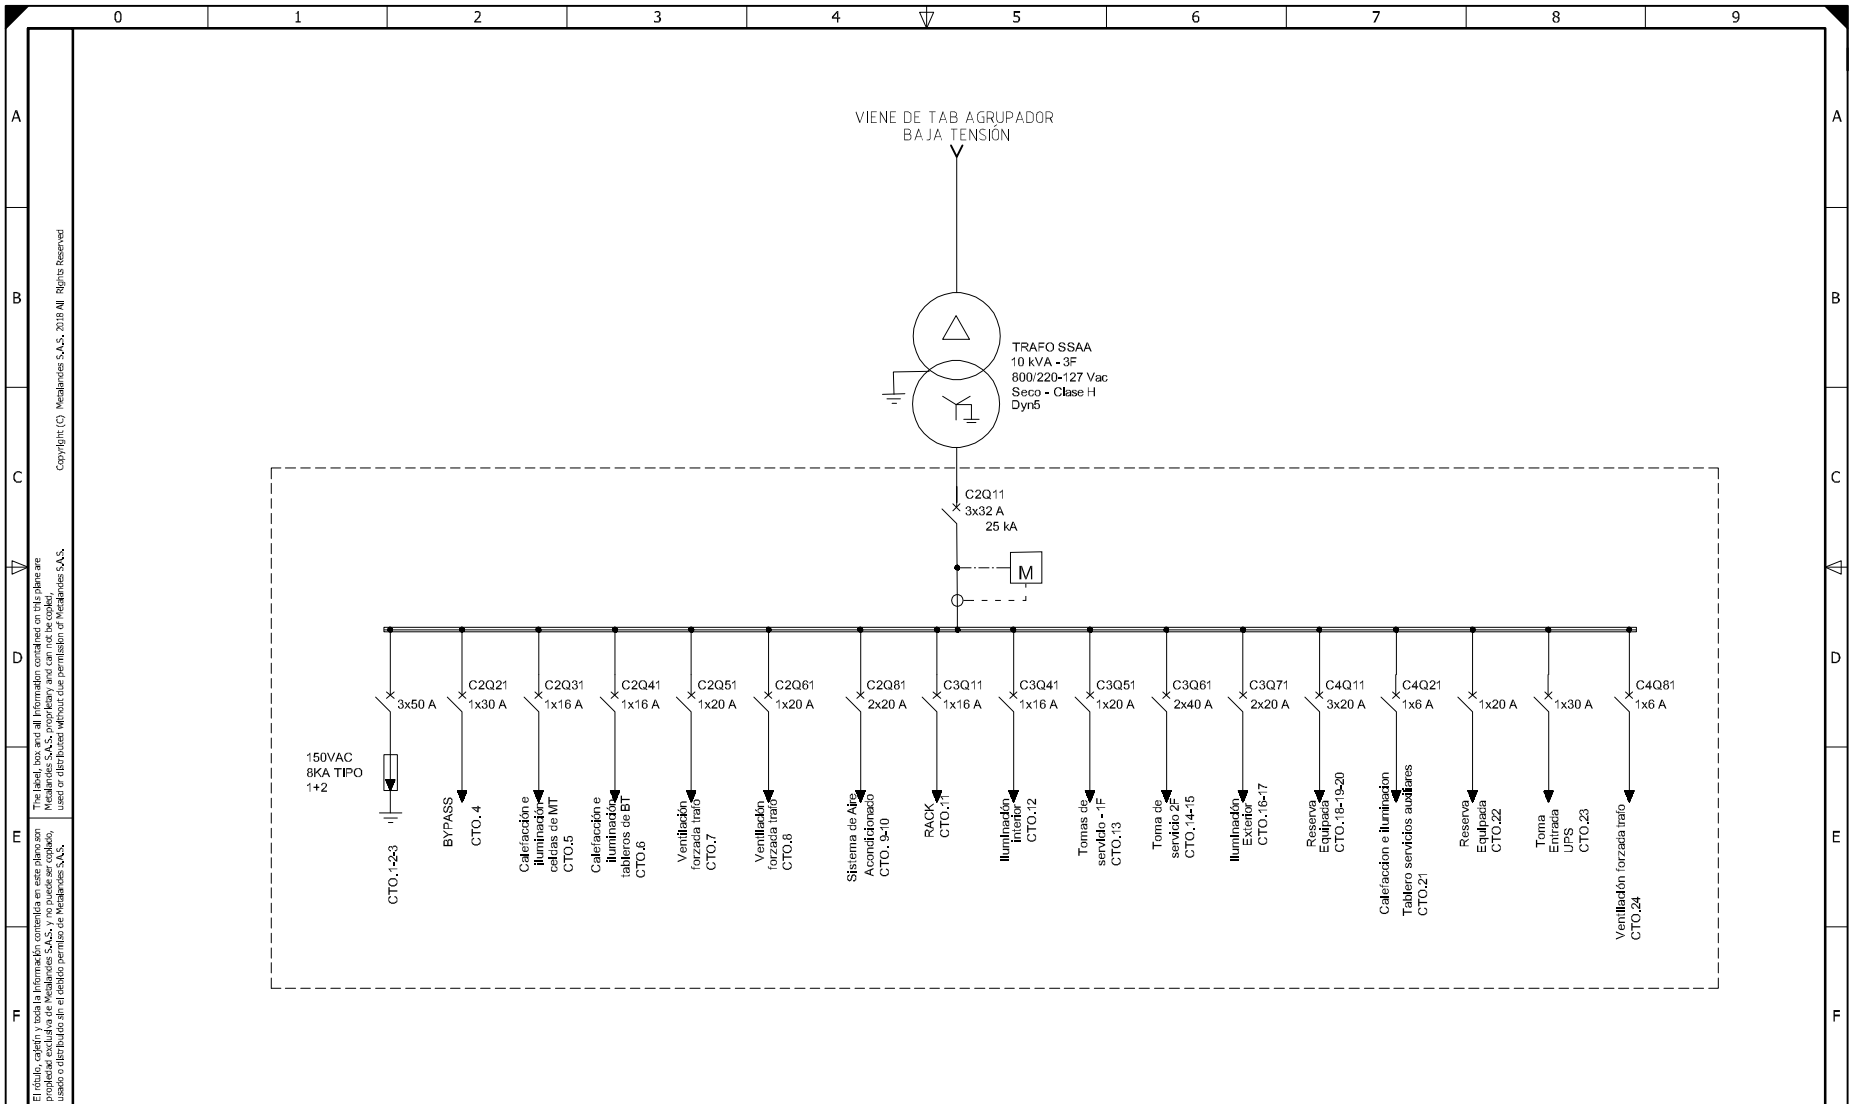 0 1 2 3 4 5 6 7 8 9
A A
B B
C C
D D
E E
F F
VIENE DE TAB AGRUPADOR
BAJA TENSIÓN
TRAFO SSAA
10 kVA - 3F
800/220-127 Vac
Seco - Clase H
Dyn5
C2Q11
3x32 A
25 kA
M
3x50 A
C2Q21
1x30 A
C2Q31
1x16 A
C2Q41
1x16 A
C2Q51
1x20 A
C2Q61
1x20 A
C2Q81
2x20 A
C3Q11
1x16 A
C3Q41
1x16 A
C3Q51
1x20 A
C3Q61
2x40 A
C3Q71
2x20 A
C4Q11
3x20 A
C4Q21
1x6 A
1x20 A
1x30 A
C4Q81
1x6 A
150VAC
8KA TIPO
1+2
CTO.1-2-3
BYPASS
CTO. 4
Calefacción e
iluminación
celdas de MT
CTO.5
Calefacción e
iluminación
tableros de BT
CTO.6
Ventilación
forzada trafo
CTO.7
Ventilación
forzada trafo
CTO.8
Sistema de Aire
Acondicionado
CTO. 9-10
RACK
CTO.11
Iluminación
interior
CTO.12
Tomas de
servicio - 1F
CTO.13
Toma de
servicio 2F
CTO.14-15
Iluminación
Exterior
CTO.16-17
Reserva
Equipada
CTO.18-19-20
Calefaccion e iluminacion
Tablero servicios auxiliares
CTO.21
Reserva
Equipada
CTO.22
Toma
Entrada
UPS
CTO.23
Ventilación forzada trafo
CTO.24
El rótulo, cajetín y toda la información contenida en este plano son
propiedad exclusiva de Metalandes S.A.S. y no puede ser copiado,
usado o distribuido sin el debido permiso de Metalandes S.A.S.
The label, box and all information contained on this plane are
Metalandes S.A.S. proprietary and can not be copied,
used or distributed without due permission of Metalandes S.A.S.
Copyright (C) Metalandes S.A.S. 2018 All Rights Reserved